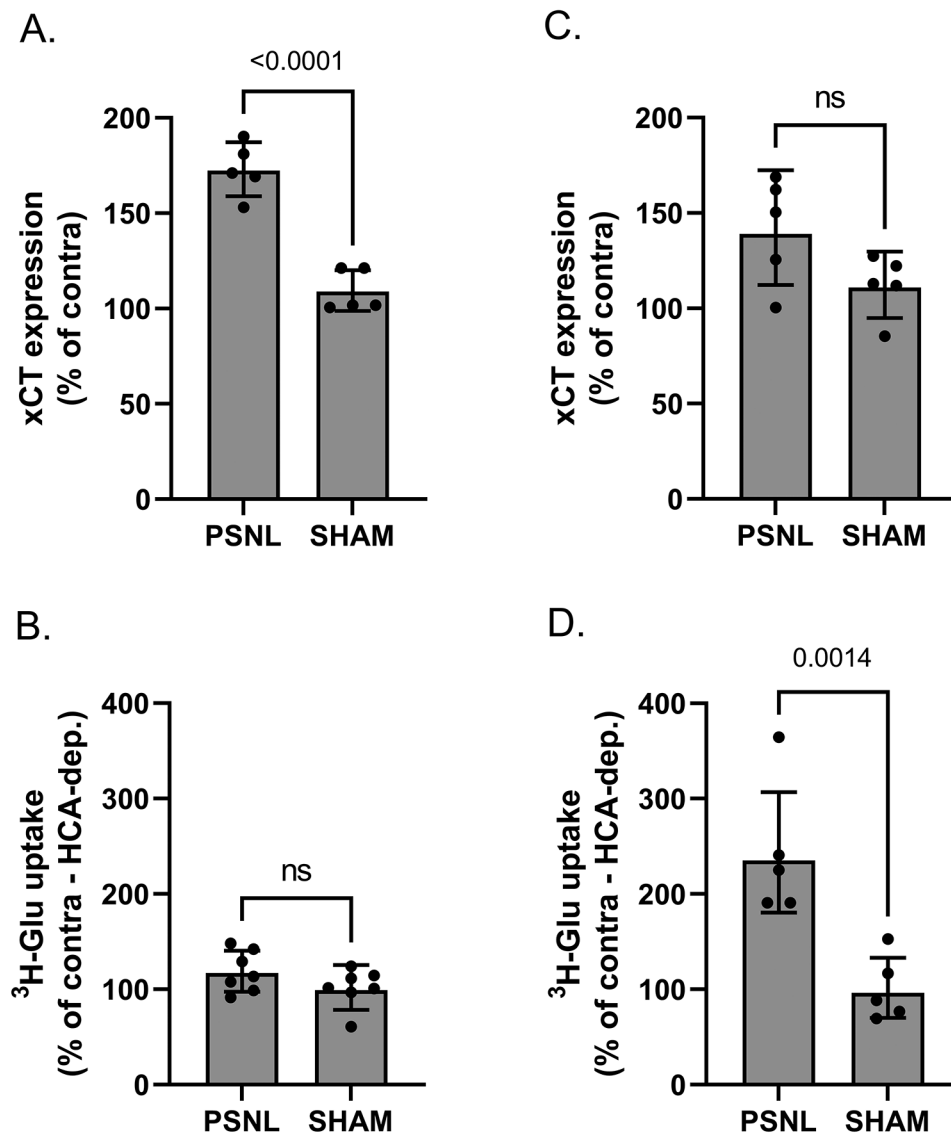 A.
<0.0001
200
150
100
50
0
xCT expression
(% of contra)
PSNL
SHAM
C.
ns
200
150
100
50
0
xCT expression
(% of contra)
PSNL
SHAM
B.
ns
400
300
200
100
0
³H-Glu uptake
(% of contra - HCA-dep.)
PSNL
SHAM
D.
0.0014
400
300
200
100
0
³H-Glu uptake
(% of contra - HCA-dep.)
PSNL
SHAM